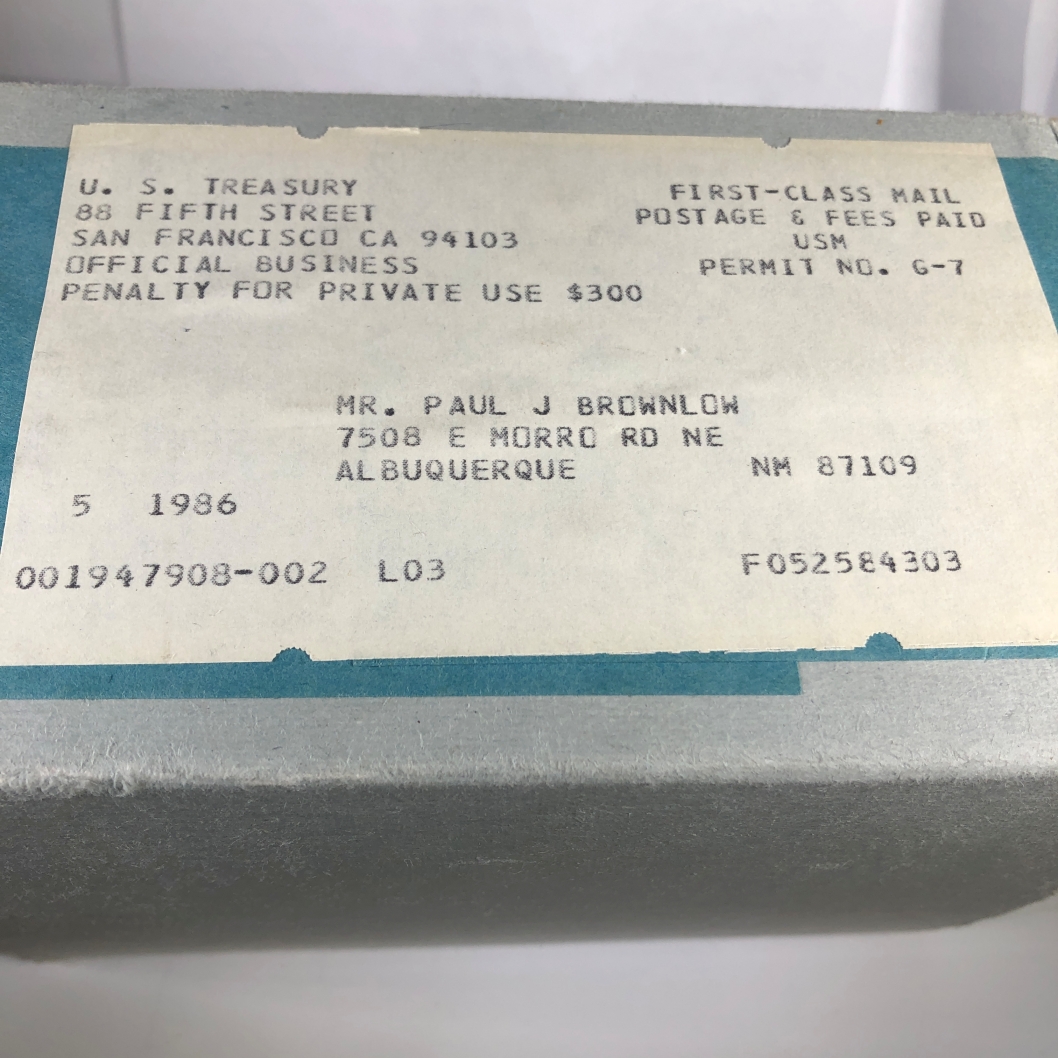 U. S. TREASURY
88 FIFTH STREET
SAN FRANCISCO CA 94103
OFFICIAL BUSINESS
PENALTY FOR PRIVATE USE $300
FIRST-CLASS MAIL
POSTAGE & FEES PAID
USM
PERMIT NO. G-7
MR. PAUL J BROWNLOW
7508 E MORRO RD NE
ALBUQUERQUE NM 87109
5 1986
001947908-002 L03 F052584303